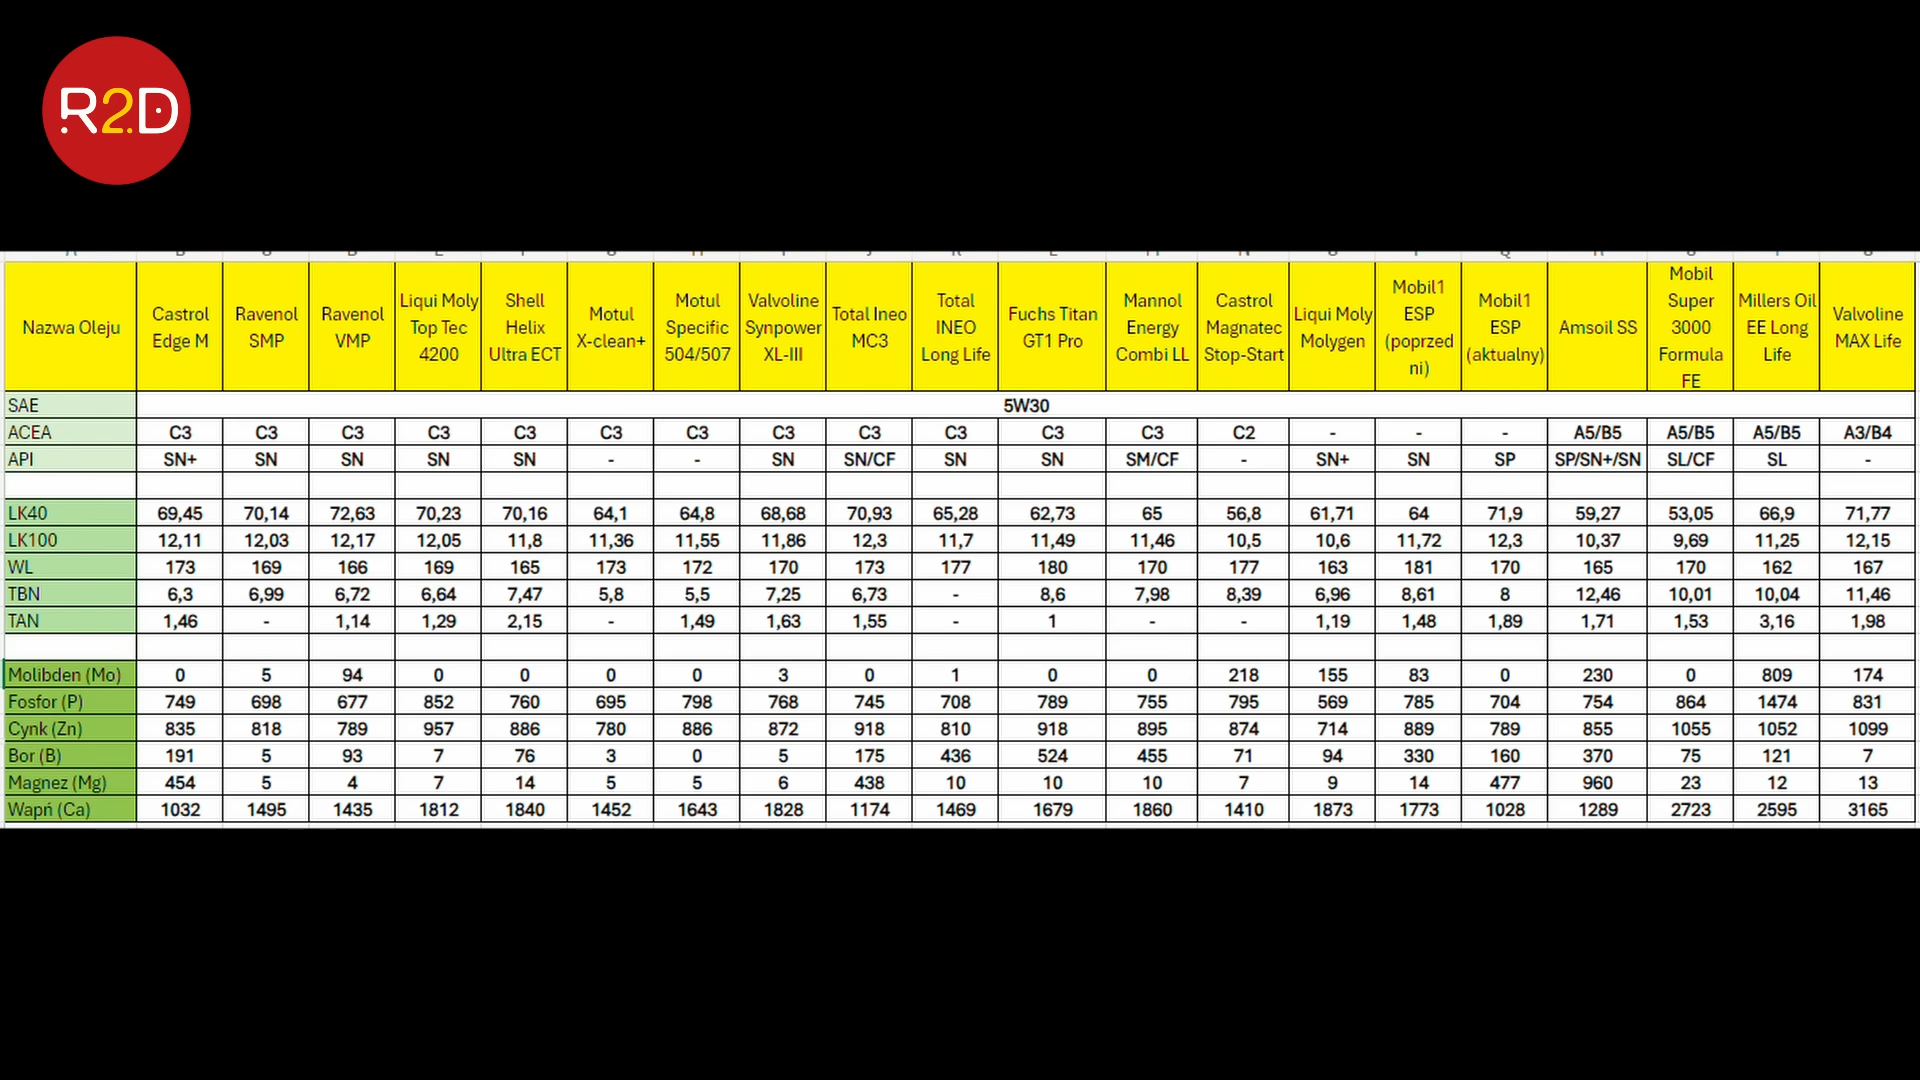 R2D
Nazwa Oleju | Castrol Edge M | Ravenol SMP | Ravenol VMP | Liqui Moly Top Tec 4200 | Shell Helix Ultra ECT | Motul X-clean+ | Motul Specific 504/507 | Valvoline Synpower XL-III | Total Ineo MC3 | Total INEO Long Life | Fuchs Titan GT1 Pro | Mannol Energy Combi LL | Castrol Magnatec Stop-Start | Liqui Moly Molygen | Mobil1 ESP (poprzedni) | Mobil1 ESP (aktualny) | Amsoil SS | Mobil Super 3000 Formula FE | Millers Oil EE Long Life | Valvoline MAX Life
SAE | 5W30
ACEA | C3 | C3 | C3 | C3 | C3 | C3 | C3 | C3 | C3 | C3 | C3 | C3 | C2 | - | - | - | A5/B5 | A5/B5 | A5/B5 | A3/B4
API | SN+ | SN | SN | SN | SN | - | - | SN | SN/CF | SN | SN | SM/CF | - | SN+ | SN | SP | SP/SN+/SN | SL/CF | SL | -
LK40 | 69,45 | 70,14 | 72,63 | 70,23 | 70,16 | 64,1 | 64,8 | 68,68 | 70,93 | 65,28 | 62,73 | 65 | 56,8 | 61,71 | 64 | 71,9 | 59,27 | 53,05 | 66,9 | 71,77
LK100 | 12,11 | 12,03 | 12,17 | 12,05 | 11,8 | 11,36 | 11,55 | 11,86 | 12,3 | 11,7 | 11,49 | 11,46 | 10,5 | 10,6 | 11,72 | 12,3 | 10,37 | 9,69 | 11,25 | 12,15
WL | 173 | 169 | 166 | 169 | 165 | 173 | 172 | 170 | 173 | 177 | 180 | 170 | 177 | 163 | 181 | 170 | 165 | 170 | 162 | 167
TBN | 6,3 | 6,99 | 6,72 | 6,64 | 7,47 | 5,8 | 5,5 | 7,25 | 6,73 | - | 8,6 | 7,98 | 8,39 | 6,96 | 8,61 | 8 | 12,46 | 10,01 | 10,04 | 11,46
TAN | 1,46 | - | 1,14 | 1,29 | 2,15 | - | 1,49 | 1,63 | 1,55 | - | 1 | - | - | 1,19 | 1,48 | 1,89 | 1,71 | 1,53 | 3,16 | 1,98
Molibden (Mo) | 0 | 5 | 94 | 0 | 0 | 0 | 0 | 3 | 0 | 1 | 0 | 0 | 218 | 155 | 83 | 0 | 230 | 0 | 809 | 174
Fosfor (P) | 749 | 698 | 677 | 852 | 760 | 695 | 798 | 768 | 745 | 708 | 789 | 755 | 795 | 569 | 785 | 704 | 754 | 864 | 1474 | 831
Cynk (Zn) | 835 | 818 | 789 | 957 | 886 | 780 | 886 | 872 | 918 | 810 | 918 | 895 | 874 | 714 | 889 | 789 | 855 | 1055 | 1052 | 1099
Bor (B) | 191 | 5 | 93 | 7 | 76 | 3 | 0 | 5 | 175 | 436 | 524 | 455 | 71 | 94 | 330 | 160 | 370 | 75 | 121 | 7
Magnez (Mg) | 454 | 5 | 4 | 7 | 14 | 5 | 5 | 6 | 438 | 10 | 10 | 10 | 7 | 9 | 14 | 477 | 960 | 23 | 12 | 13
Wapń (Ca) | 1032 | 1495 | 1435 | 1812 | 1840 | 1452 | 1643 | 1828 | 1174 | 1469 | 1679 | 1860 | 1410 | 1873 | 1773 | 1028 | 1289 | 2723 | 2595 | 3165